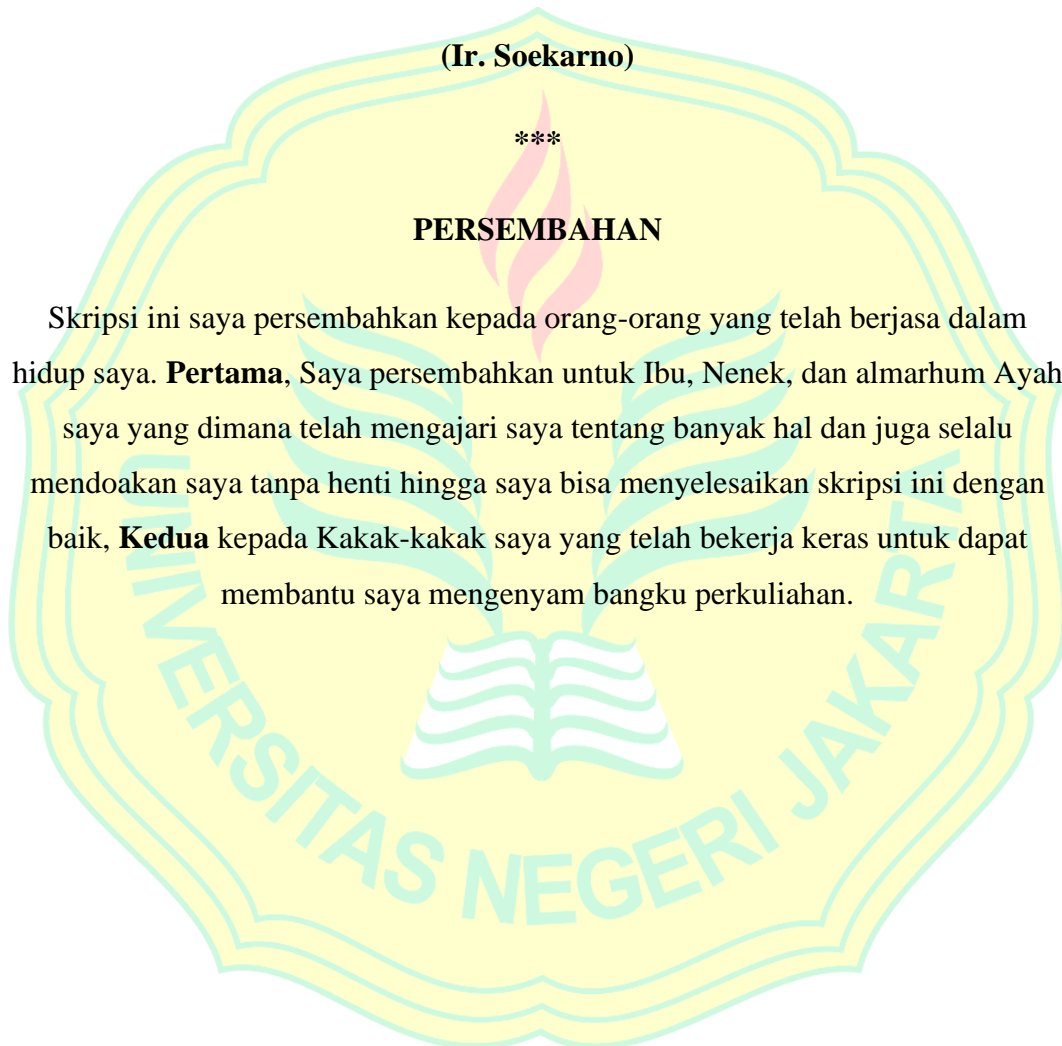 (Ir. Soekarno)
***
PERSEMBAHAN
Skripsi ini saya persembahkan kepada orang-orang yang telah berjasa dalam
hidup saya. Pertama, Saya persembahkan untuk Ibu, Nenek, dan almarhum Ayah
saya yang dimana telah mengajari saya tentang banyak hal dan juga selalu
mendoakan saya tanpa henti hingga saya bisa menyelesaikan skripsi ini dengan
baik, Kedua kepada Kakak-kakak saya yang telah bekerja keras untuk dapat
membantu saya mengenyam bangku perkuliahan.
UNIVERSITAS NEGERI JAKARTA